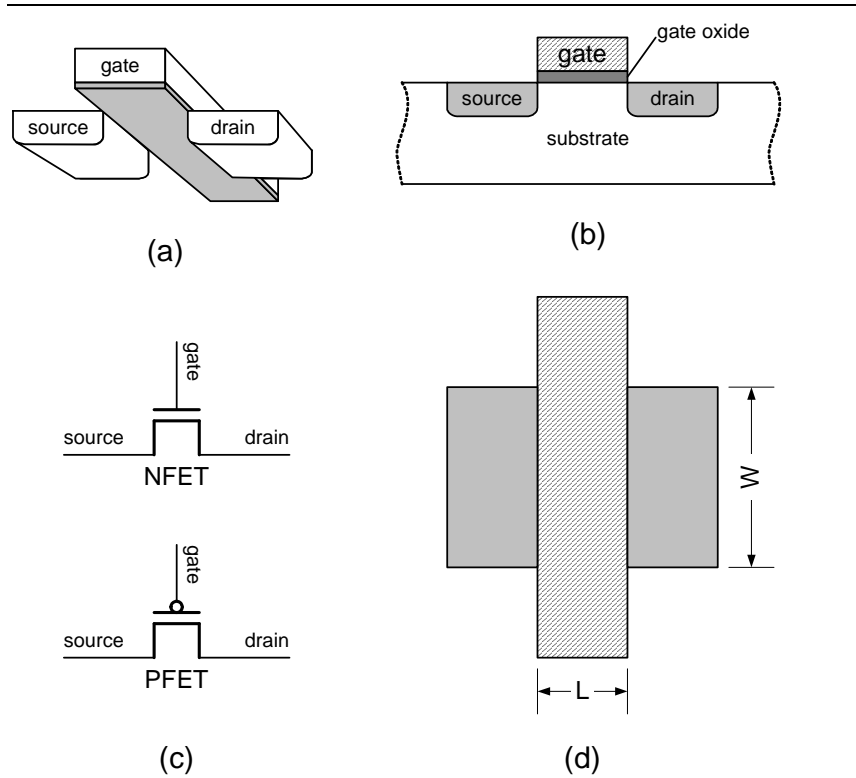 gate
source
drain
(a)
gate oxide
gate
source
drain
substrate
(b)
gate
source
drain
NFET
gate
source
drain
PFET
(c)
W
L
(d)